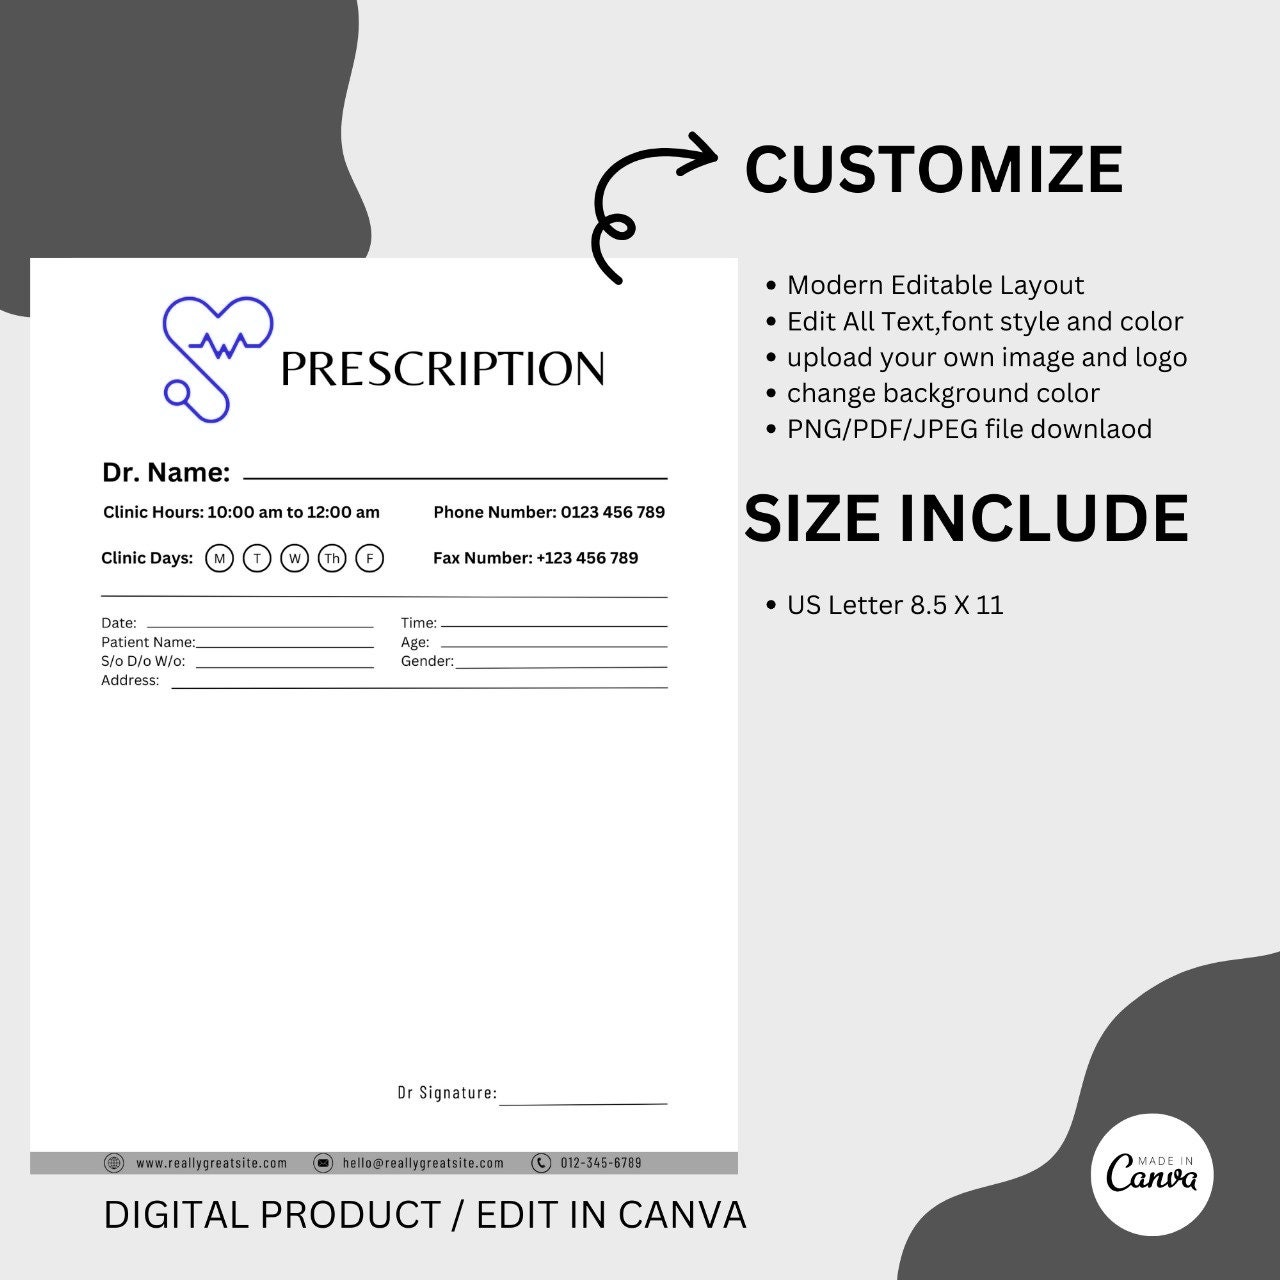 CUSTOMIZE
• Modern Editable Layout
• Edit All Text,font style and color
• upload your own image and logo
• change background color
• PNG/PDF/JPEG file downlaod
SIZE INCLUDE
• US Letter 8.5 X 11
PRESCRIPTION
Dr. Name:
Clinic Hours: 10:00 am to 12:00 am
Phone Number: 0123 456 789
Clinic Days: M T W Th F
Fax Number: +123 456 789
Date:
Time:
Patient Name:
Age:
S/o D/o W/o:
Gender:
Address:
Dr Signature:
www.reallygreatsite.com
hello@reallygreatsite.com
012-345-6789
DIGITAL PRODUCT / EDIT IN CANVA
MADE IN
Canva